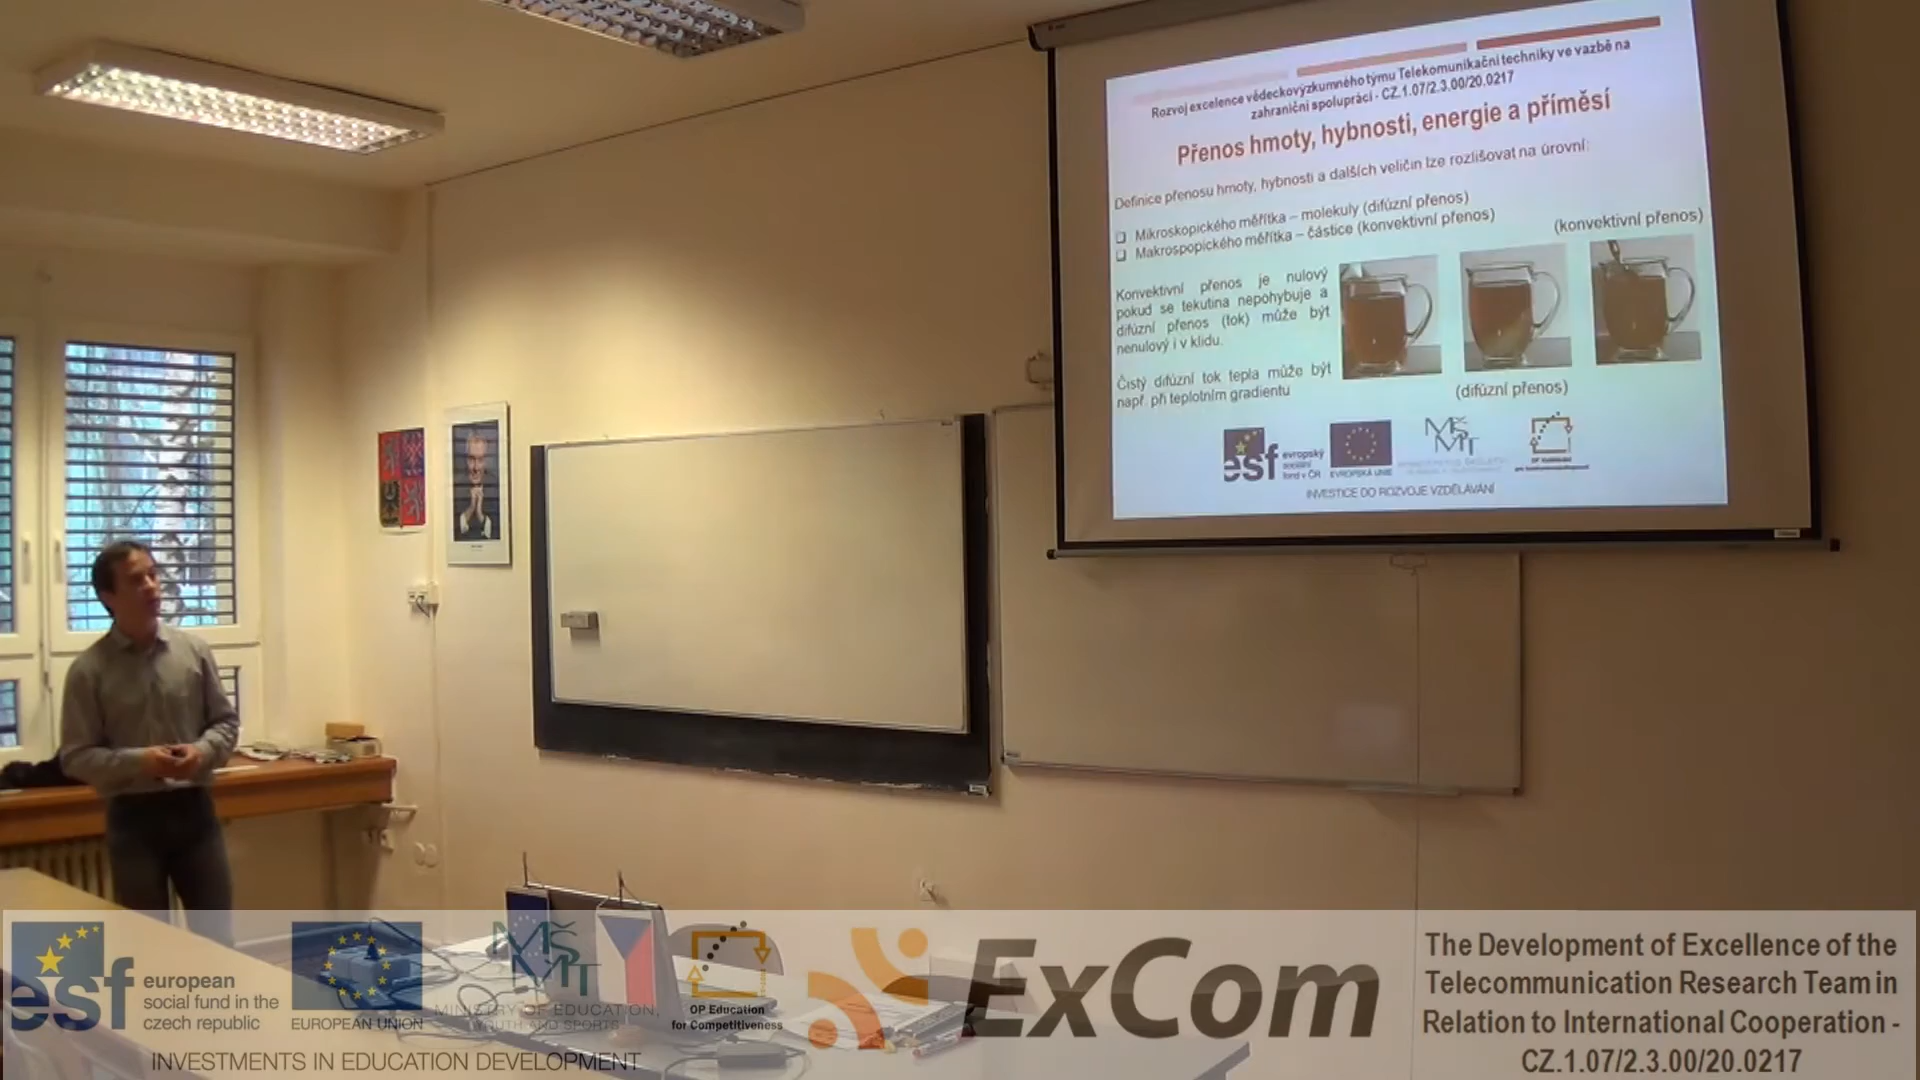 Rozvoj excelence vědeckovýzkumného týmu Telekomunikační techniky ve vazbě na
zahraniční spolupráci - CZ.1.07/2.3.00/20.0217
Přenos hmoty, hybnosti, energie a příměsí
Definice přenosu hmoty, hybnosti a dalších veličin lze rozlišovat na úrovní:
❑ Mikroskopického měřítka – molekuly (difúzní přenos)
❑ Makrospopického měřítka – částice (konvektivní přenos)
(konvektivní přenos)
Konvektivní přenos je nulový
pokud se tekutina nepohybuje a
difúzní přenos (tok) může být
nenulový i v klidu.
Čistý difúzní tok tepla může být
např. při teplotním gradientu
(difúzní přenos)
esf
evropský
sociální
fond v ČR
EVROPSKÁ UNIE
MŠMT
INVESTICE DO ROZVOJE VZDĚLÁVÁNÍ
esf
european
social fund in the
czech republic
EUROPEAN UNION
MŠMT
MINISTRY OF EDUCATION,
YOUTH AND SPORTS
OP Education
for Competitiveness
INVESTMENTS IN EDUCATION DEVELOPMENT
ExCom
The Development of Excellence of the
Telecommunication Research Team in
Relation to International Cooperation -
CZ.1.07/2.3.00/20.0217